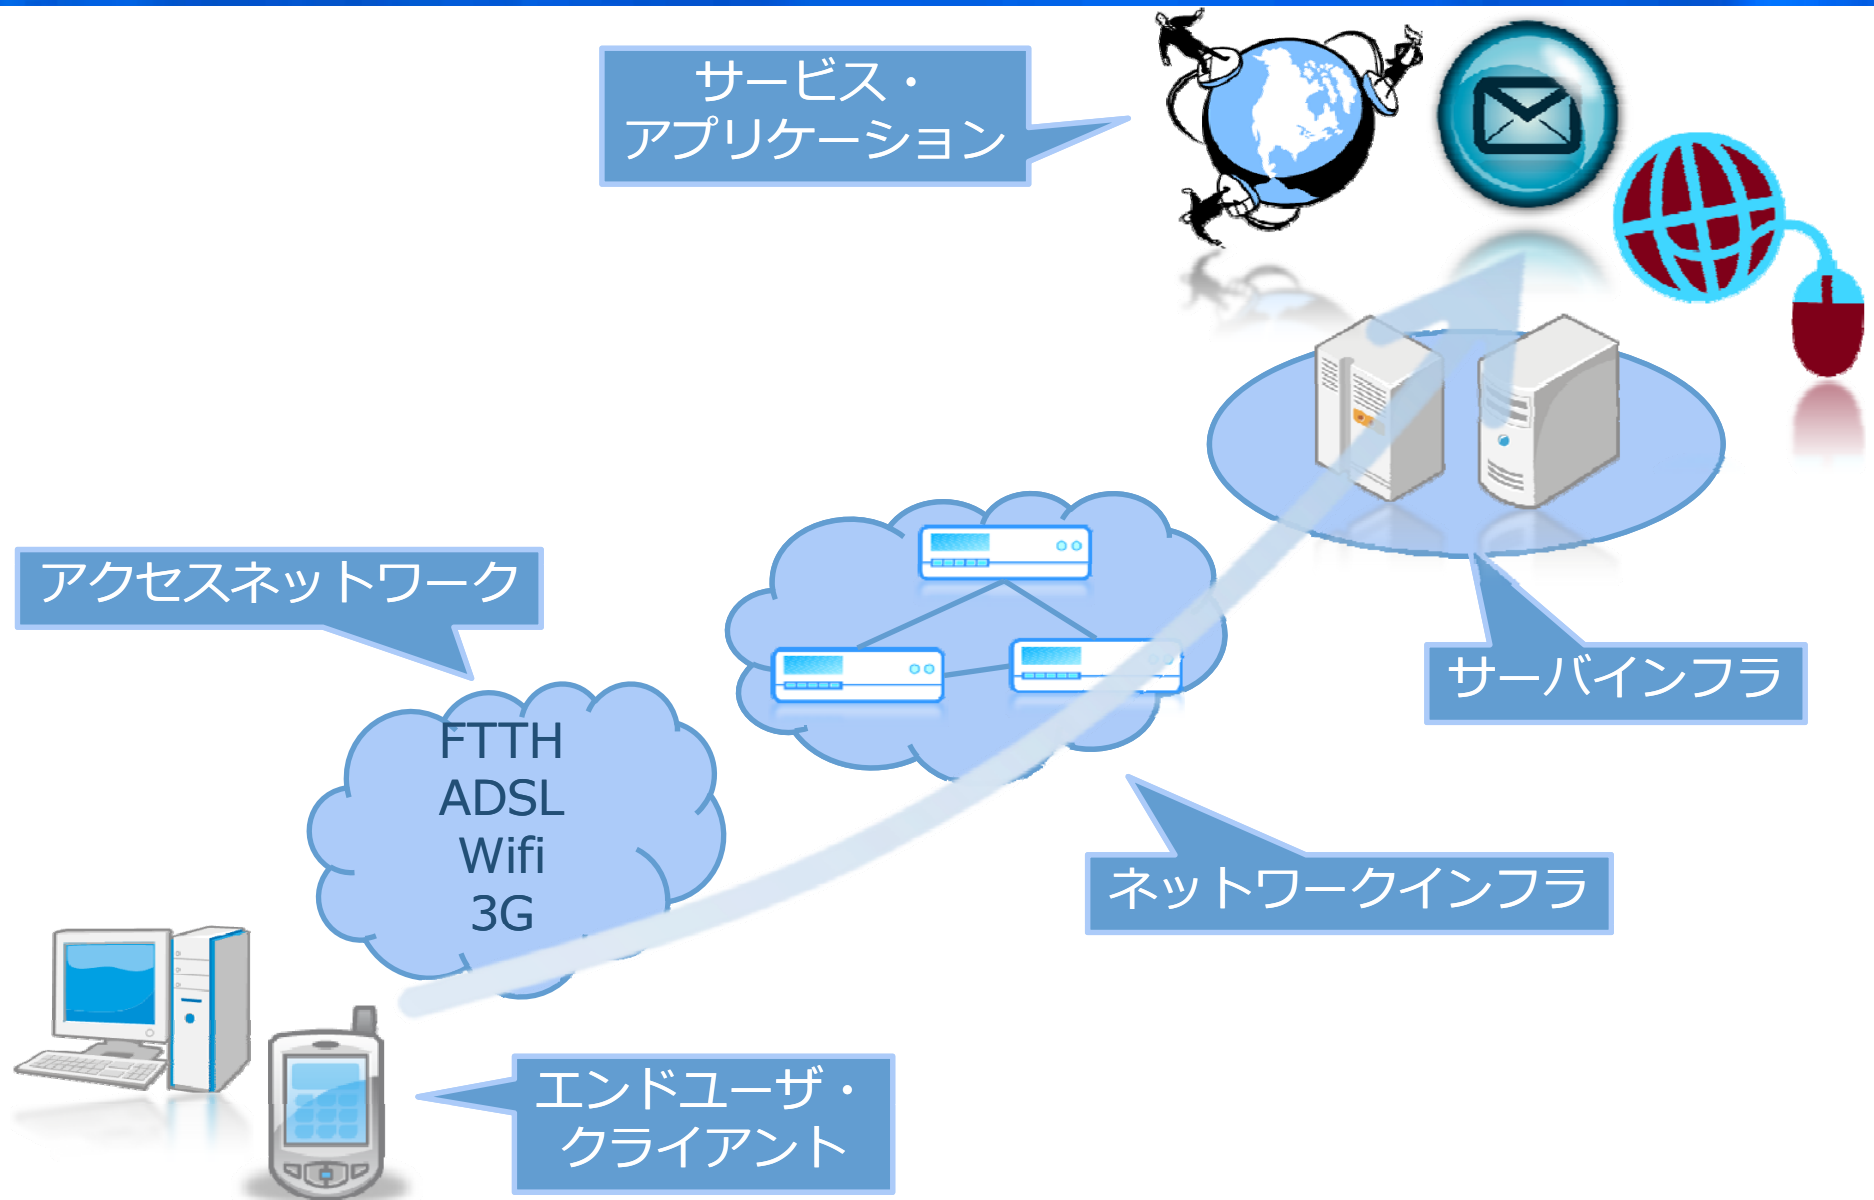 サービス・
アプリケーション
アクセスネットワーク
FTTH
ADSL
Wifi
3G
サーバインフラ
ネットワークインフラ
エンドユーザ・
クライアント